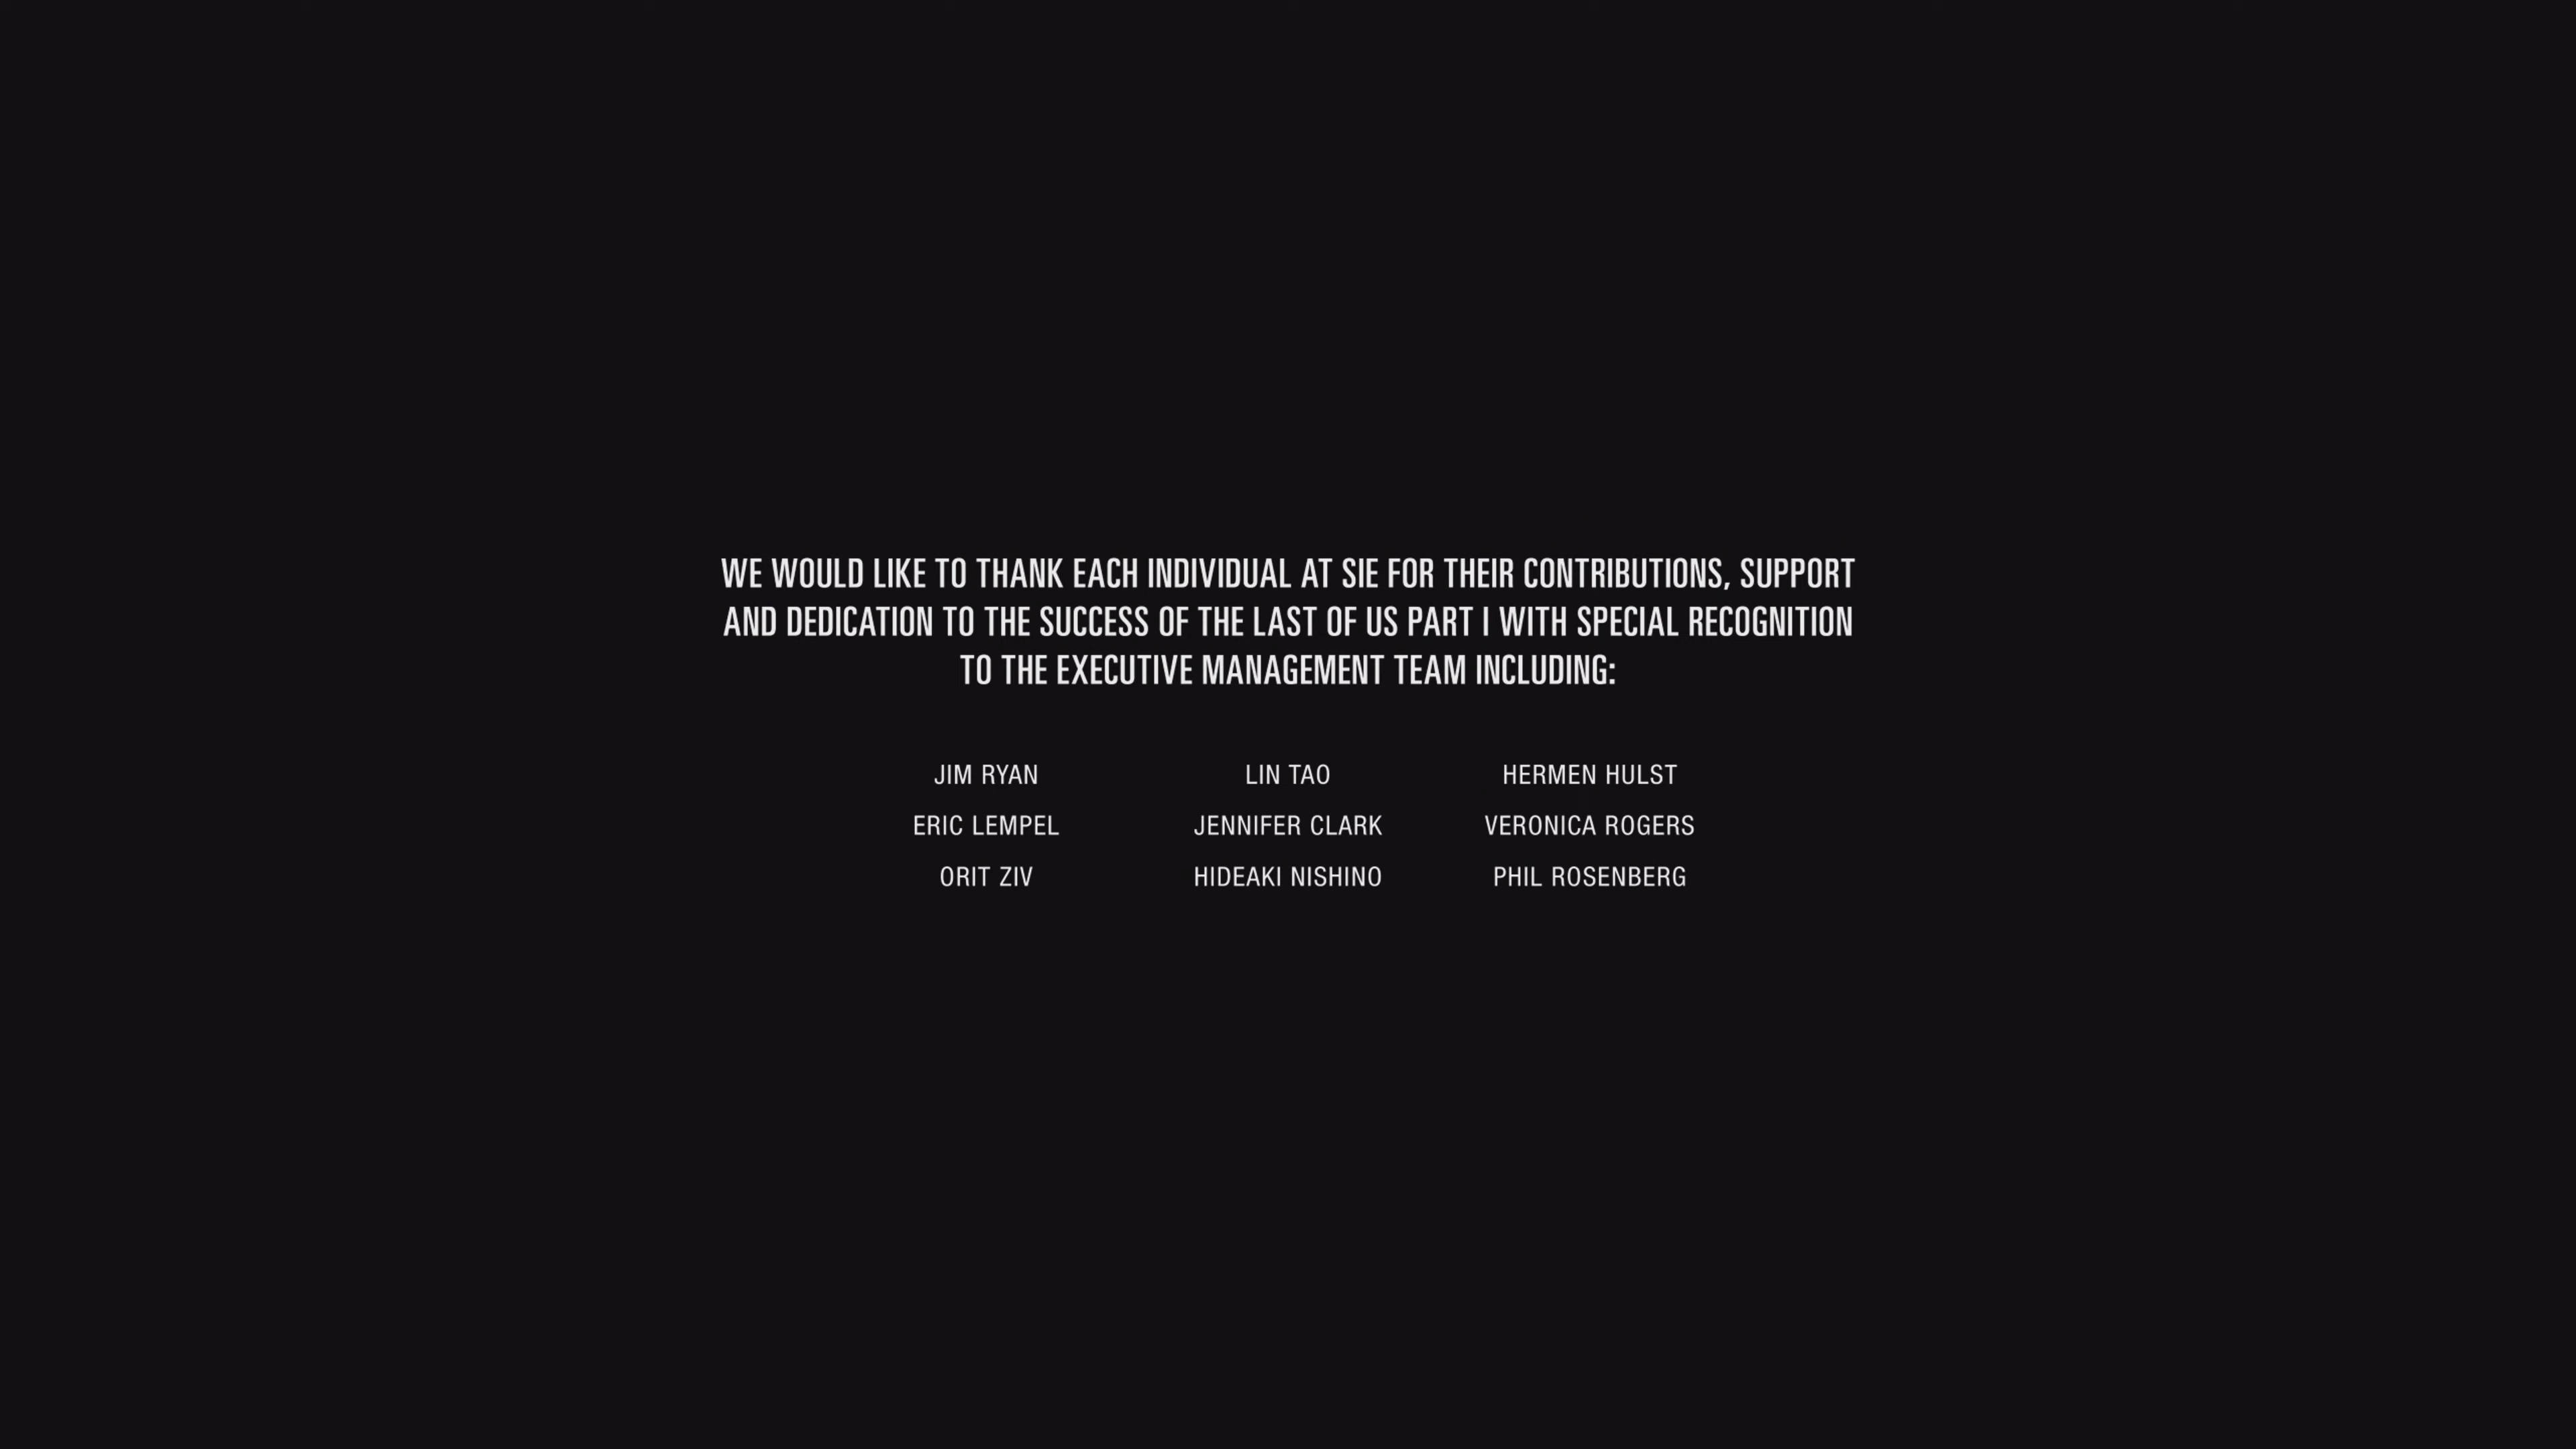 WE WOULD LIKE TO THANK EACH INDIVIDUAL AT SIE FOR THEIR CONTRIBUTIONS, SUPPORT
AND DEDICATION TO THE SUCCESS OF THE LAST OF US PART I WITH SPECIAL RECOGNITION
TO THE EXECUTIVE MANAGEMENT TEAM INCLUDING:
JIM RYAN LIN TAO HERMEN HULST
ERIC LEMPEL JENNIFER CLARK VERONICA ROGERS
ORIT ZIV HIDEAKI NISHINO PHIL ROSENBERG